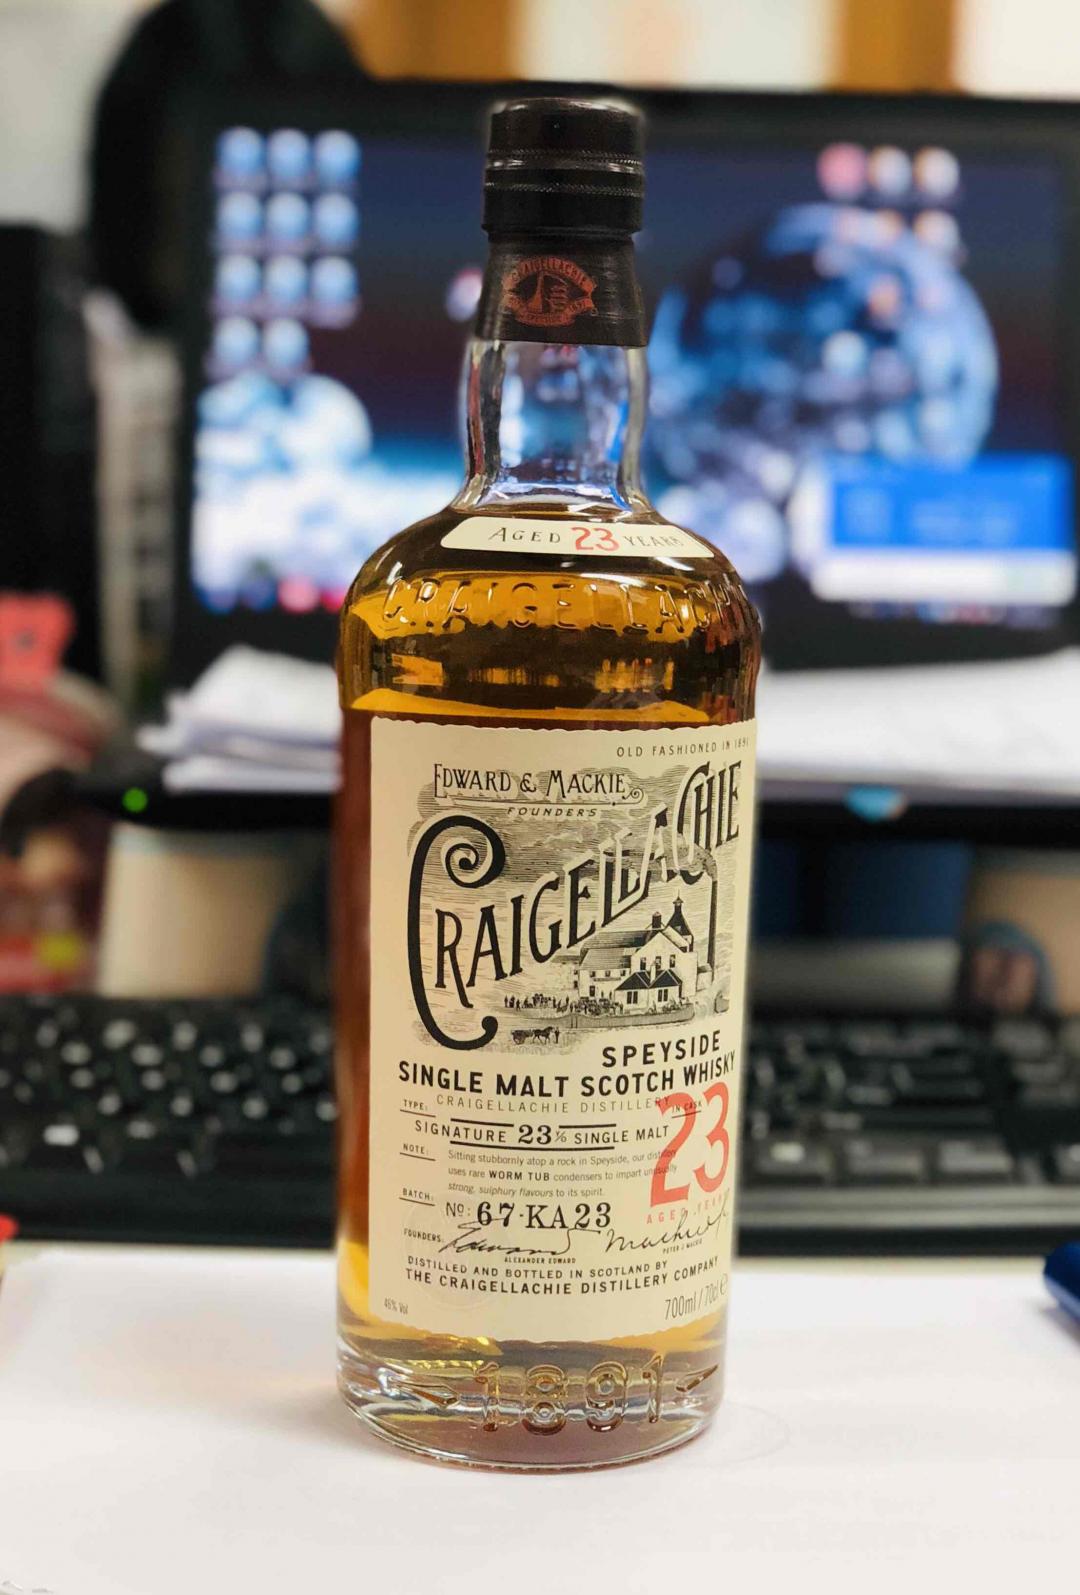 CRAIGELLACHIE
AGED 23 YEARS
CRAIGELLACHIE
OLD FASHIONED IN 1891
EDWARD & MACKIE
FOUNDERS
CRAIGELLACHIE
SPEYSIDE
SINGLE MALT SCOTCH WHISKY
TYPE: CRAIGELLACHIE DISTILLERY IN CASK
SIGNATURE 23 SINGLE MALT
23
AGED YEARS
NOTE: Sitting stubbornly atop a rock in Speyside, our distillery
uses rare WORM TUB condensers to impart unusually
strong, sulphury flavours to its spirit.
BATCH: Nº: 67-KA23
FOUNDERS: Edward Mackie
ALEXANDER EDWARD PETER J MACKIE
DISTILLED AND BOTTLED IN SCOTLAND BY
THE CRAIGELLACHIE DISTILLERY COMPANY
46% Vol 700ml / 70cl e
1891